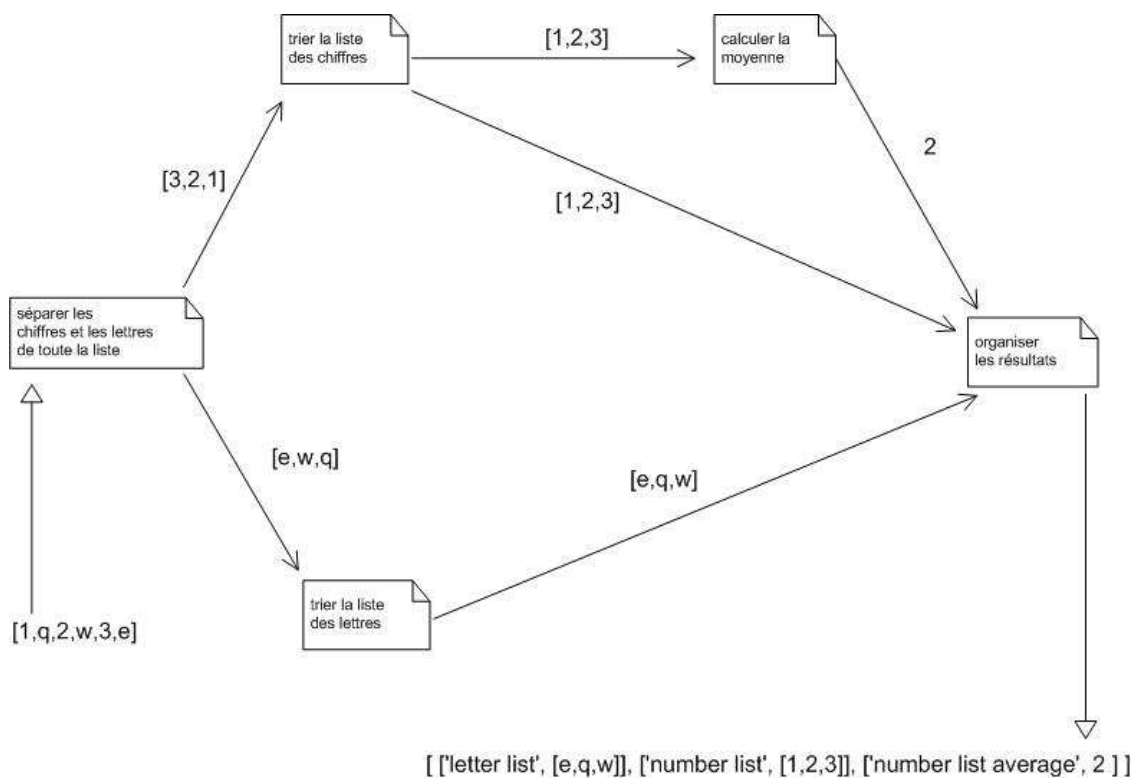 trier la liste
des chiffres
[1,2,3]
calculer la
moyenne
2
[3,2,1]
[1,2,3]
séparer les
chiffres et les lettres
de toute la liste
organiser
les résultats
[e,w,q]
[e,q,w]
trier la liste
des lettres
[1,q,2,w,3,e]
[ ['letter list', [e,q,w]], ['number list', [1,2,3]], ['number list average', 2 ] ]